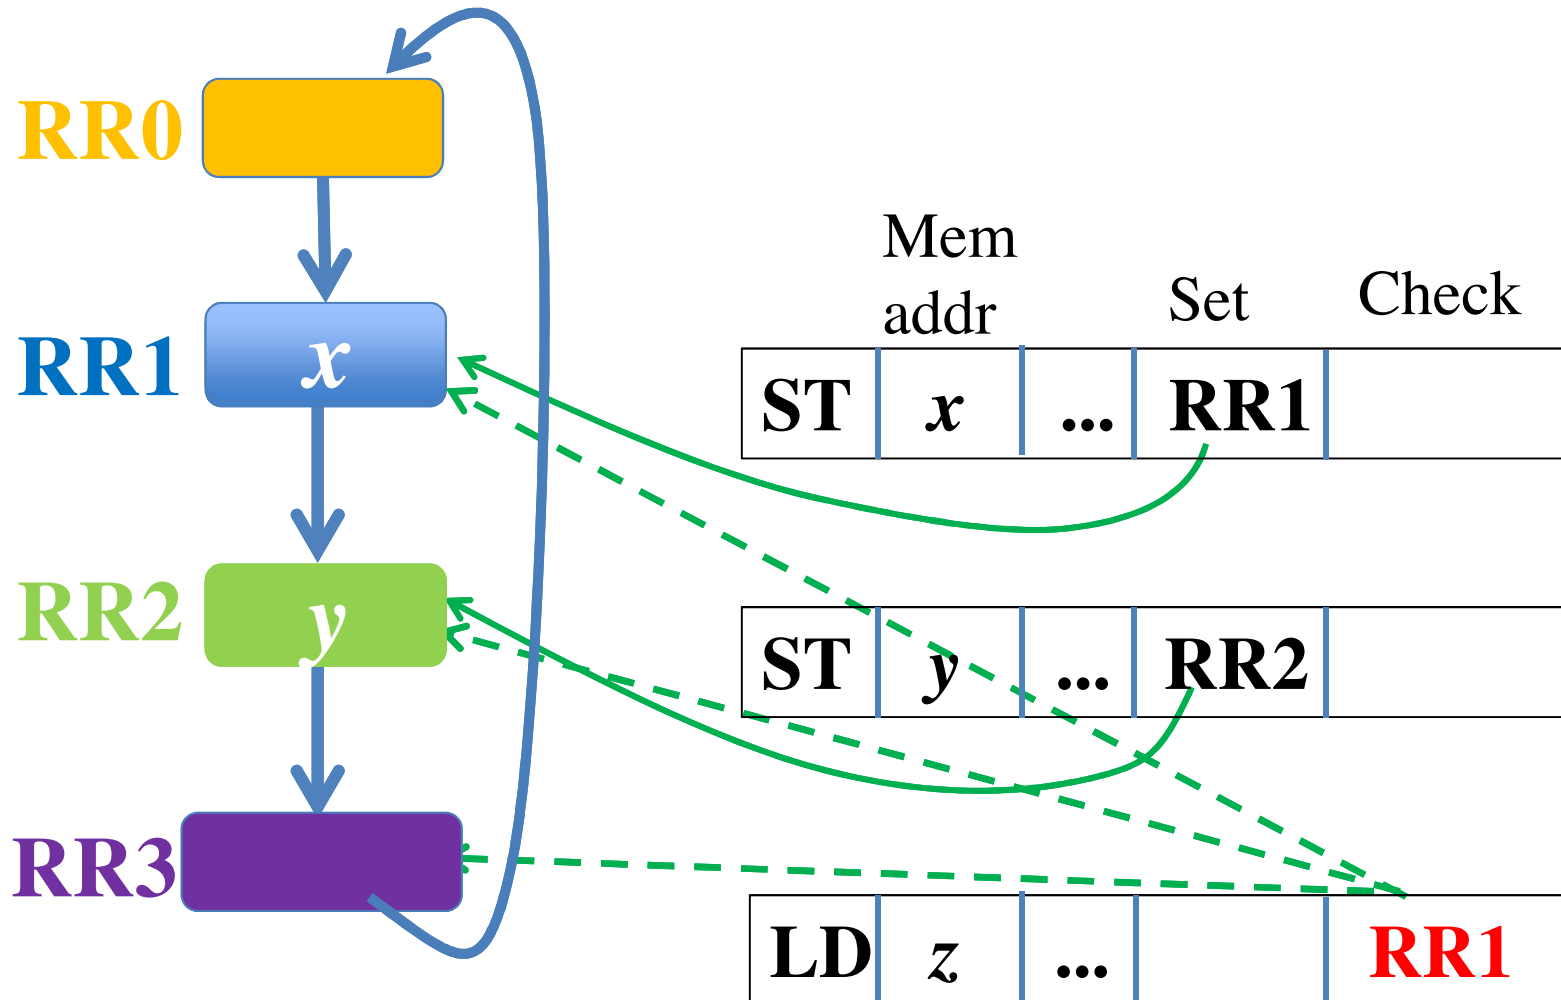 RR0
RR1
x
RR2
y
RR3
Mem
addr
Set
Check
ST x ... RR1
ST y ... RR2
LD z ... RR1